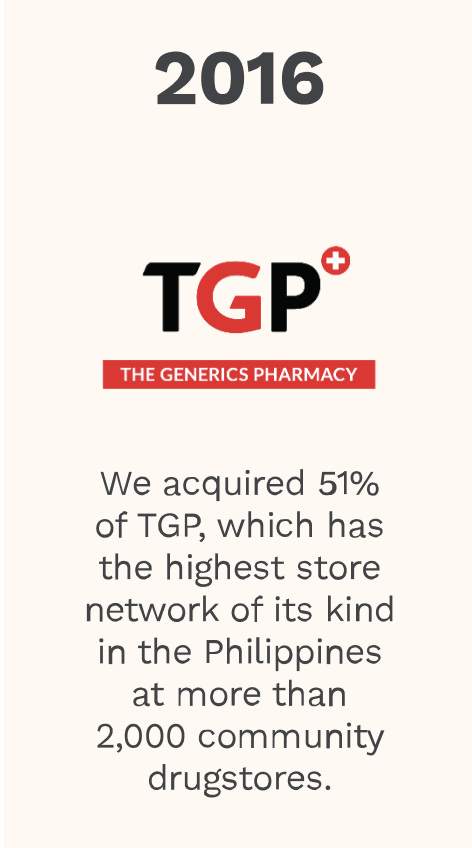 2016
TGP
THE GENERICS PHARMACY
We acquired 51%
of TGP, which has
the highest store
network of its kind
in the Philippines
at more than
2,000 community
drugstores.